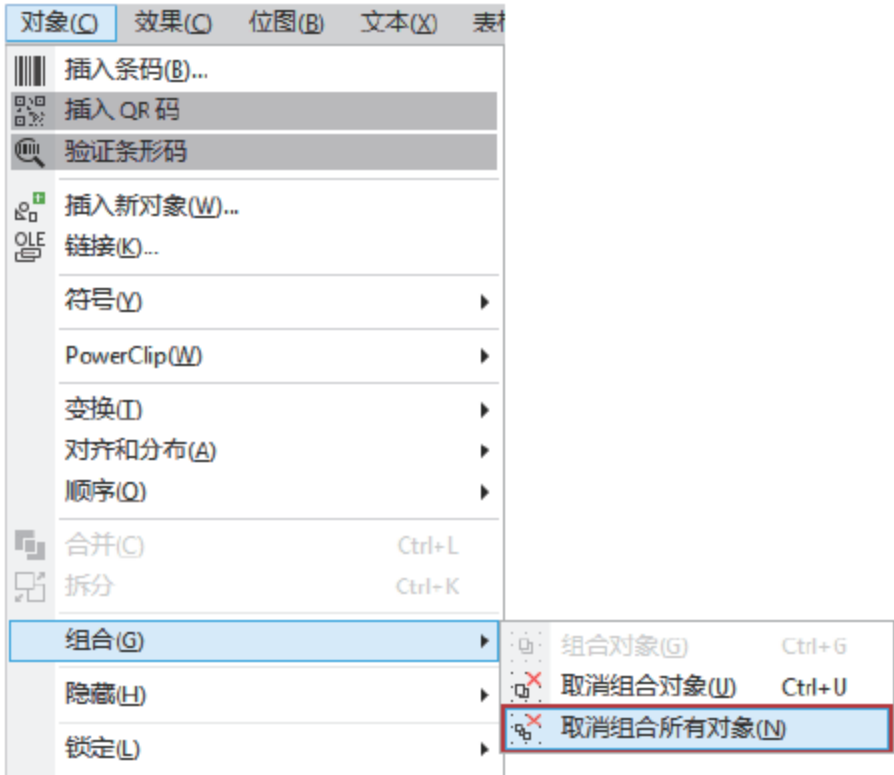 对象(C) 效果(C) 位图(B) 文本(X) 表
插入条码(B)...
插入 QR 码
验证条形码
插入新对象(W)...
OLE 链接(K)...
符号(Y)
PowerClip(W)
变换(T)
对齐和分布(A)
顺序(O)
合并(C) Ctrl+L
拆分 Ctrl+K
组合(G)
组合对象(G) Ctrl+G
取消组合对象(U) Ctrl+U
隐藏(H)
取消组合所有对象(N)
锁定(L)